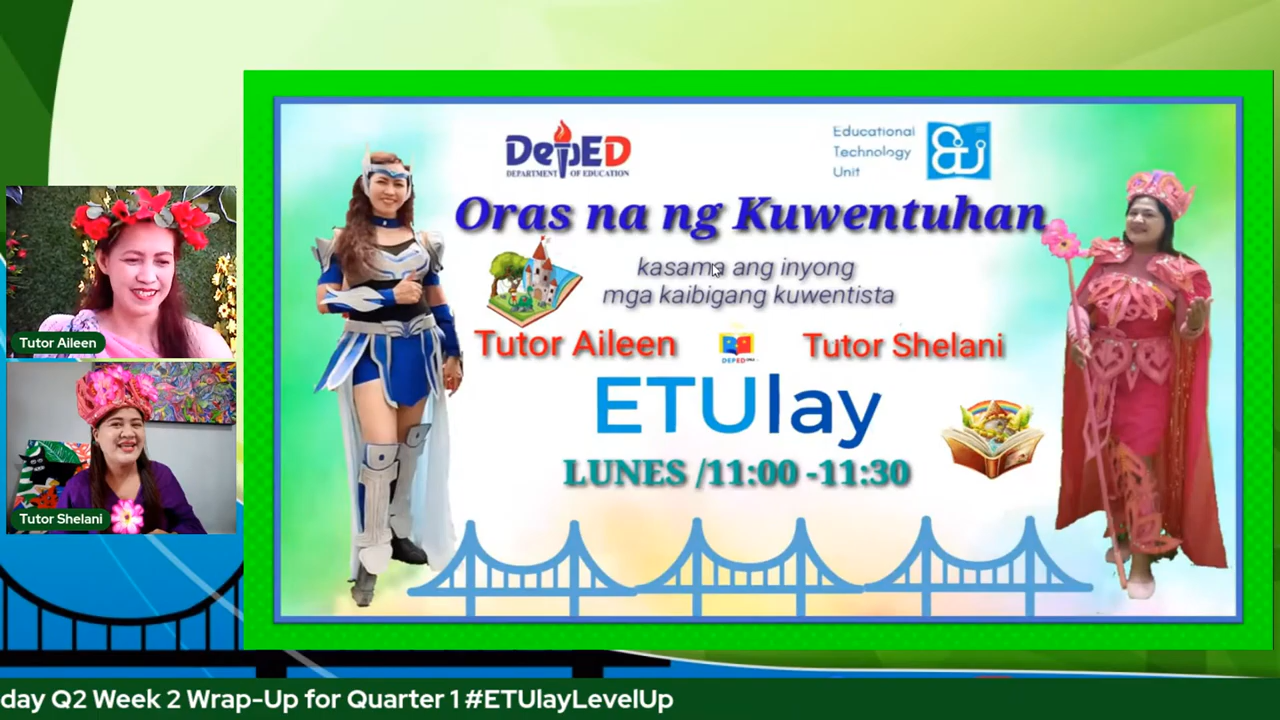 DepED
DEPARTMENT OF EDUCATION
Educational
Technology
Unit
Oras na ng Kuwentuhan
kasama ang inyong
mga kaibigang kuwentista
Tutor Aileen
DEPED
Tutor Shelani
ETUlay
LUNES /11:00 -11:30
Tutor Aileen
Tutor Shelani
day Q2 Week 2 Wrap-Up for Quarter 1 #ETUlayLevelUp